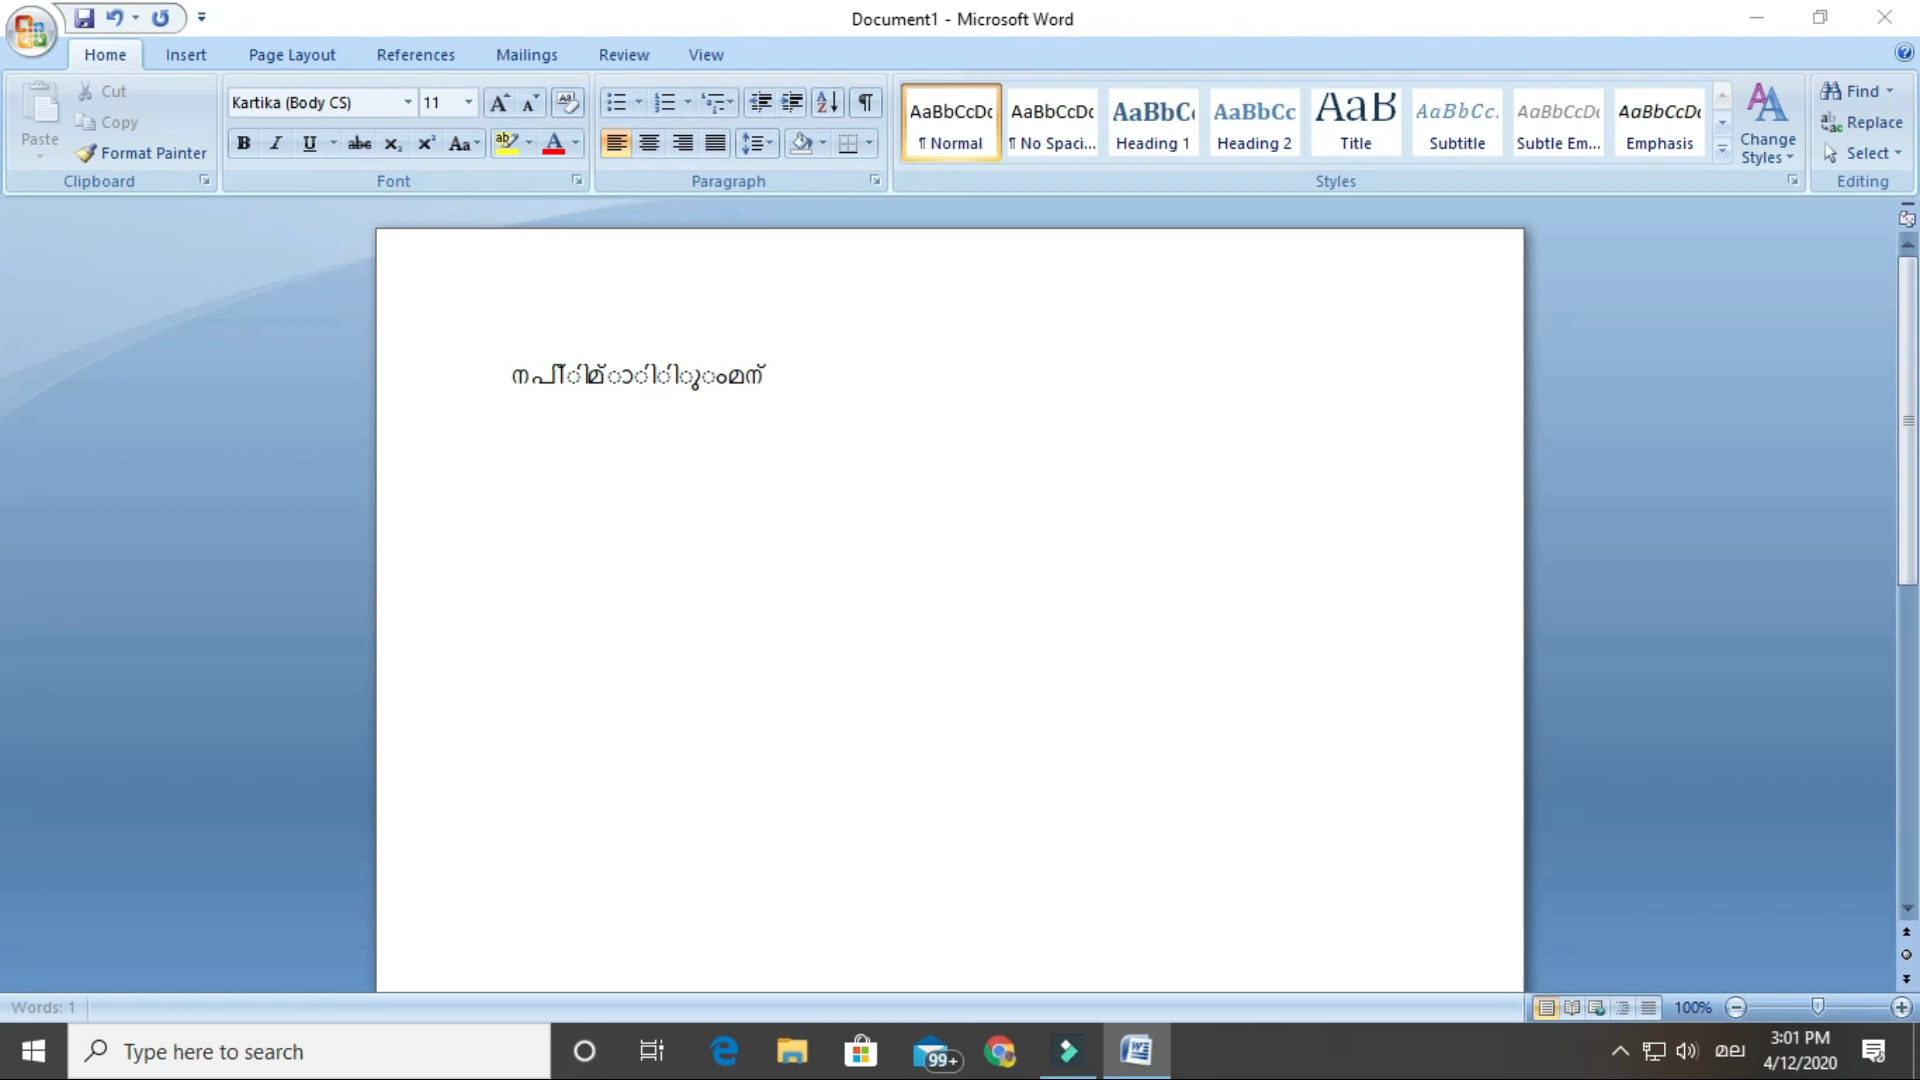 Document1 - Microsoft Word
Home Insert Page Layout References Mailings Review View
Paste
Cut
Copy
Format Painter
Clipboard
Kartika (Body CS) 11
Font
Paragraph
AaBbCcDc AaBbCcDc AaBbC AaBbCc AaB AaBbCc. AaBbCcDc AaBbCcDc
¶ Normal ¶ No Spaci... Heading 1 Heading 2 Title Subtitle Subtle Em... Emphasis
Change Styles
Styles
Find
Replace
Select
Editing
Words: 1
100%
Type here to search
99+
മല
3:01 PM
4/12/2020